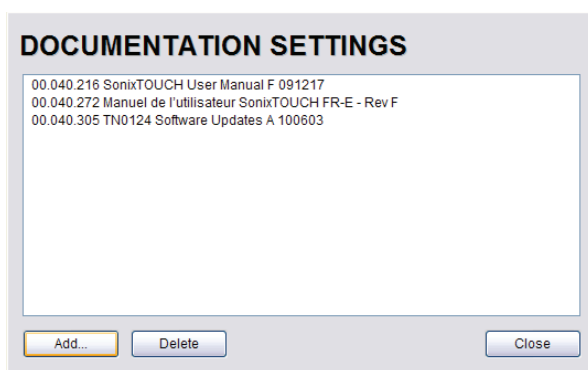 DOCUMENTATION SETTINGS
00.040.216 SonixTOUCH User Manual F 091217
00.040.272 Manuel de l'utilisateur SonixTOUCH FR-E - Rev F
00.040.305 TN0124 Software Updates A 100603
Add... Delete Close